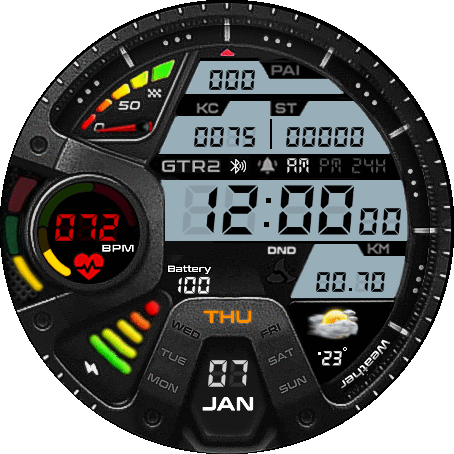 000 PAI
50
KC ST
0075 00000
GTR2 AM PM 24H
12:00 00
072
BPM
DND KM
00.70
Battery
100
THU
WED FRI
TUE SAT
MON SUN
07
JAN
°23°
Weather